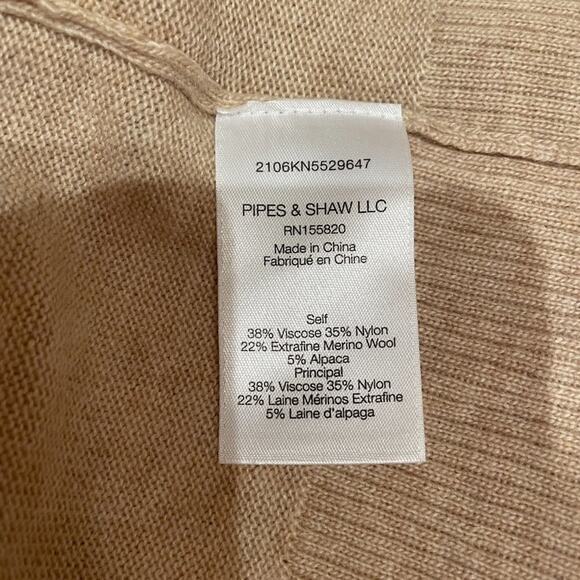 2106KN5529647
PIPES & SHAW LLC
RN155820
Made in China
Fabriqué en Chine
Self
38% Viscose 35% Nylon
22% Extrafine Merino Wool
5% Alpaca
Principal
38% Viscose 35% Nylon
22% Laine Mérinos Extrafine
5% Laine d'alpaga